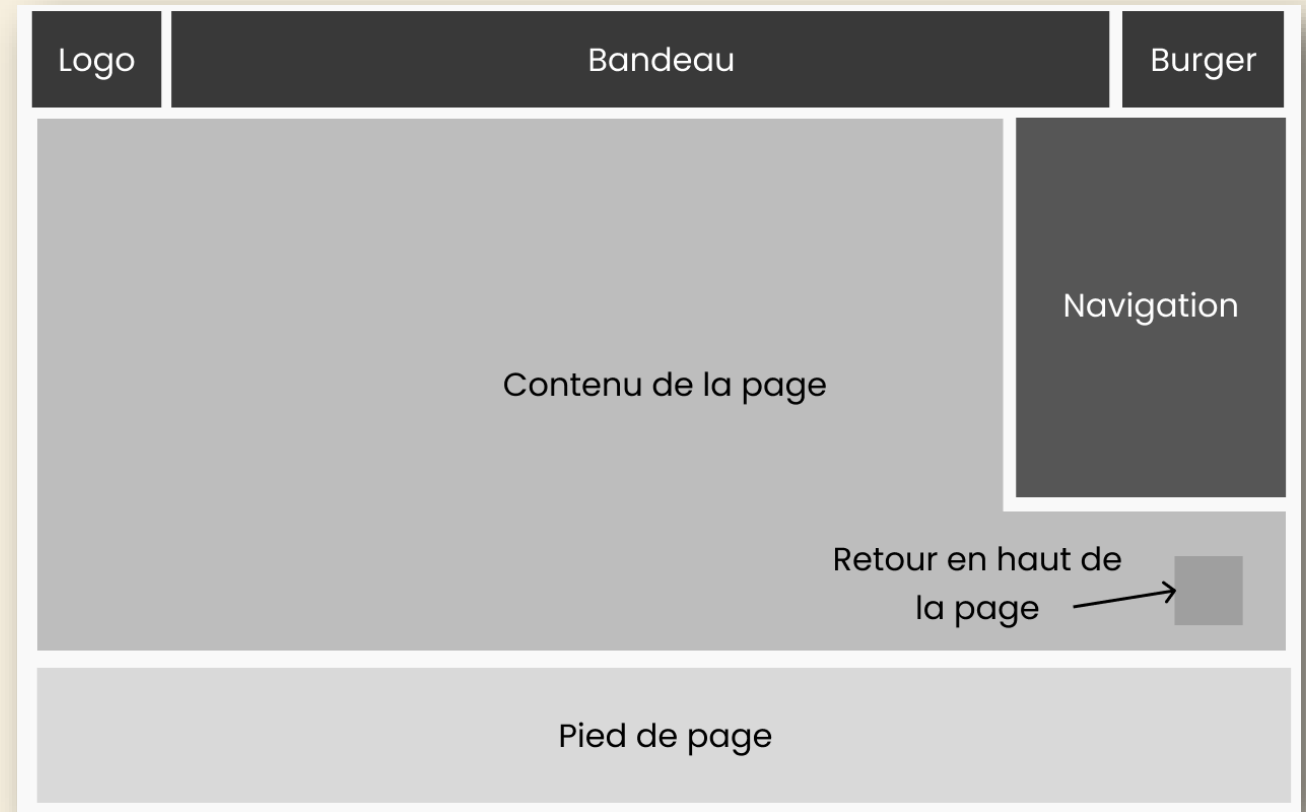 Logo
Bandeau
Burger
Navigation
Contenu de la page
Retour en haut de
la page
Pied de page